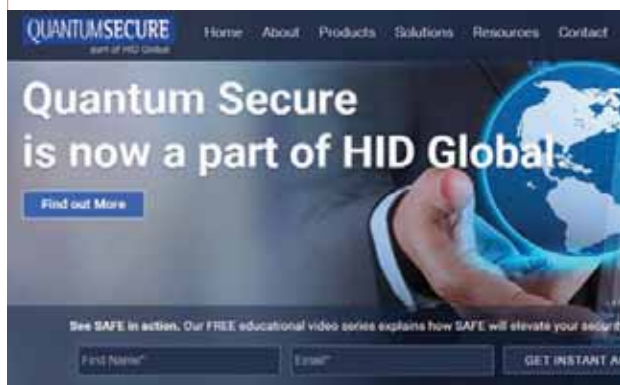 QUANTUMSECURE
part of HID Global
Home About Products Solutions Resources Contact
Quantum Secure
is now a part of HID Global
Find out More
See SAFE in action. Our FREE educational video series explains how SAFE will elevate your securit
First Name*
Email*
GET INSTANT A